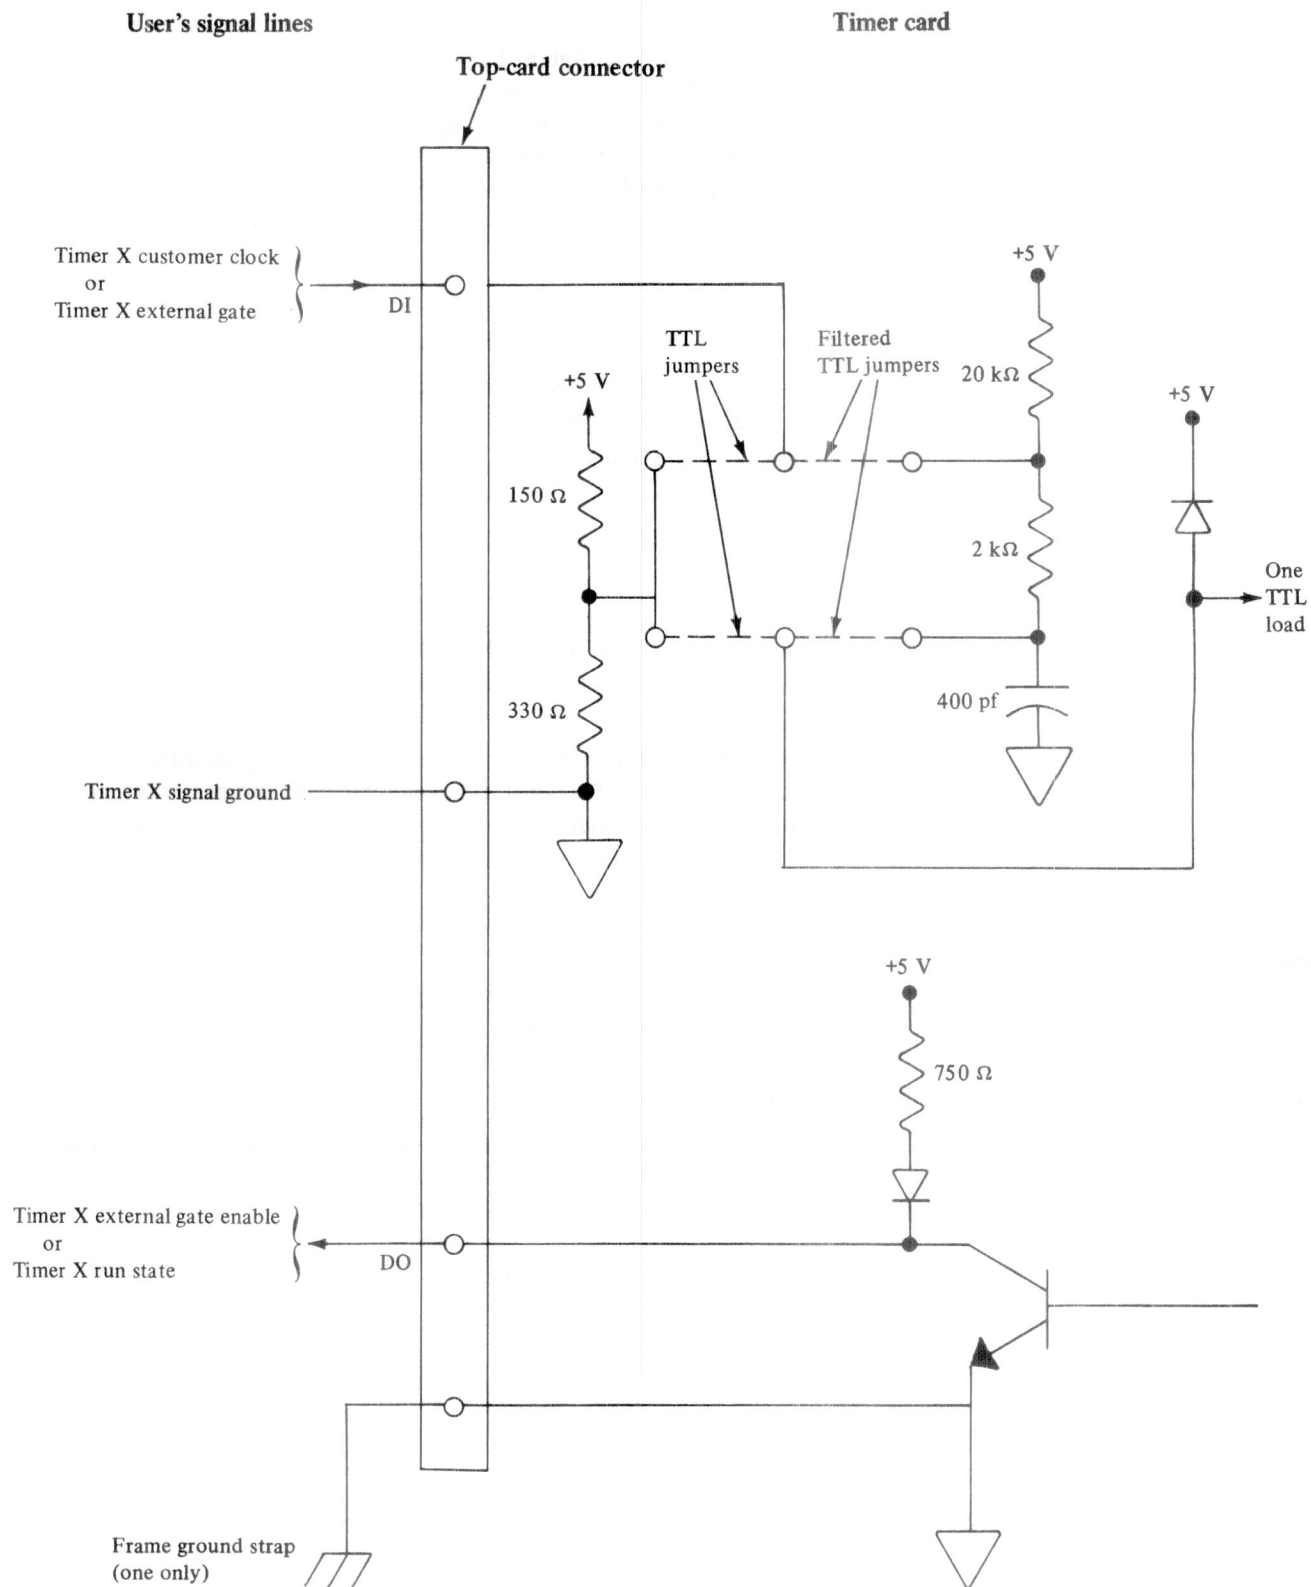 User's signal lines
Timer card
Top-card connector
Timer X customer clock
or
Timer X external gate
DI
+5 V
TTL
jumpers
Filtered
TTL jumpers
20 kΩ
+5 V
+5 V
150 Ω
2 kΩ
One
TTL
load
330 Ω
400 pf
Timer X signal ground
+5 V
750 Ω
Timer X external gate enable
or
Timer X run state
DO
Frame ground strap
(one only)